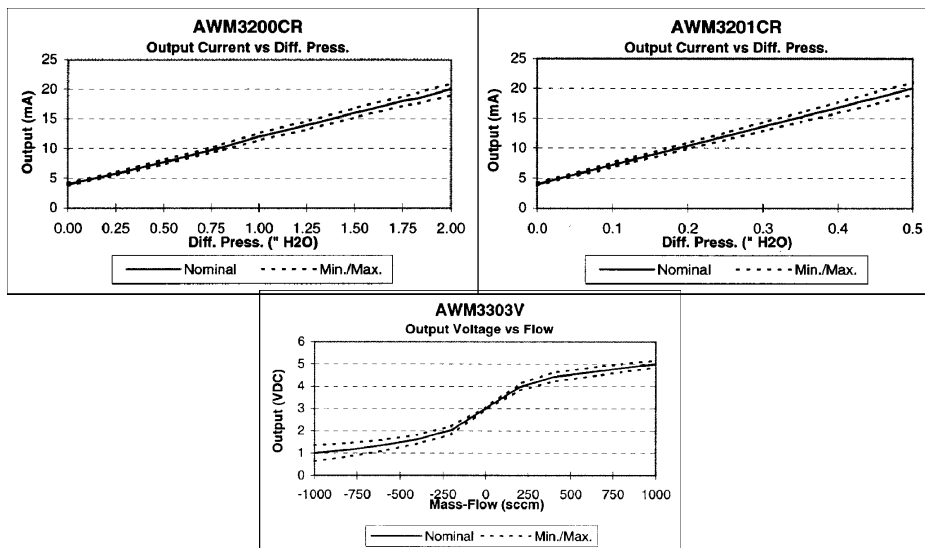 AWM3200CR
Output Current vs Diff. Press.
25
20
15
10
5
0
Output (mA)
0.00 0.25 0.50 0.75 1.00 1.25 1.50 1.75 2.00
Diff. Press. (" H2O)
Nominal Min./Max.
AWM3201CR
Output Current vs Diff. Press.
25
20
15
10
5
0
Output (mA)
0.0 0.1 0.2 0.3 0.4 0.5
Diff. Press. (" H2O)
Nominal Min./Max.
AWM3303V
Output Voltage vs Flow
6
5
4
3
2
1
0
Output (VDC)
-1000 -750 -500 -250 0 250 500 750 1000
Mass-Flow (sccm)
Nominal Min./Max.